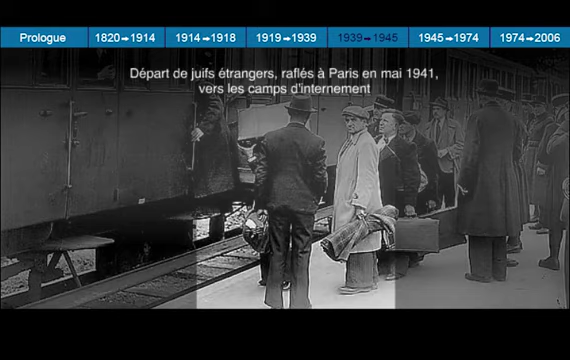 Prologue
1820➞1914
1914➞1918
1919➞1939
1939➞1945
1945➞1974
1974➞2006
Départ de juifs étrangers, raflés à Paris en mai 1941,
vers les camps d'internement